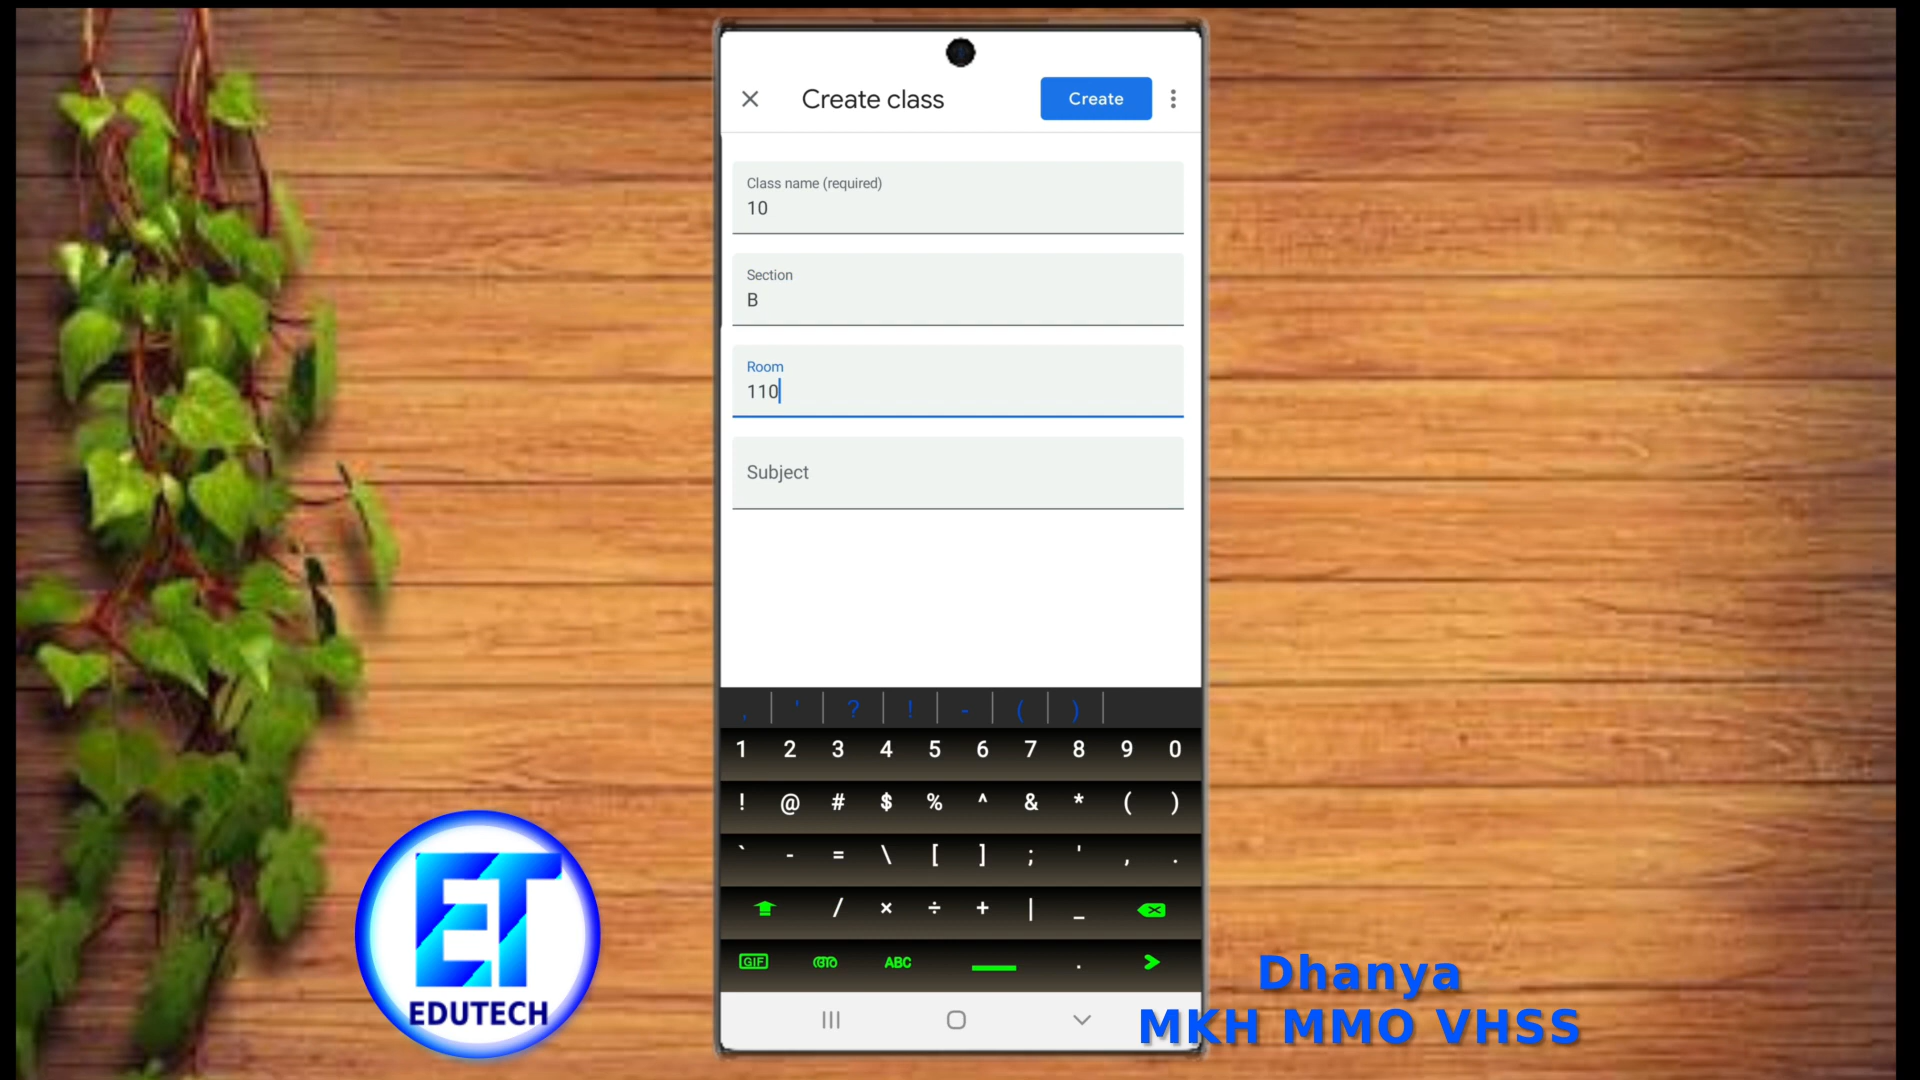 Create class
Create
Class name (required)
10
Section
B
Room
110
Subject
, ' ? ! - ( )
1 2 3 4 5 6 7 8 9 0
! @ # $ % ^ & * ( )
` - = \ [ ] ; ' , .
/ × ÷ + | _
GIF അ ABC .
ET
EDUTECH
Dhanya
MKH MMO VHSS